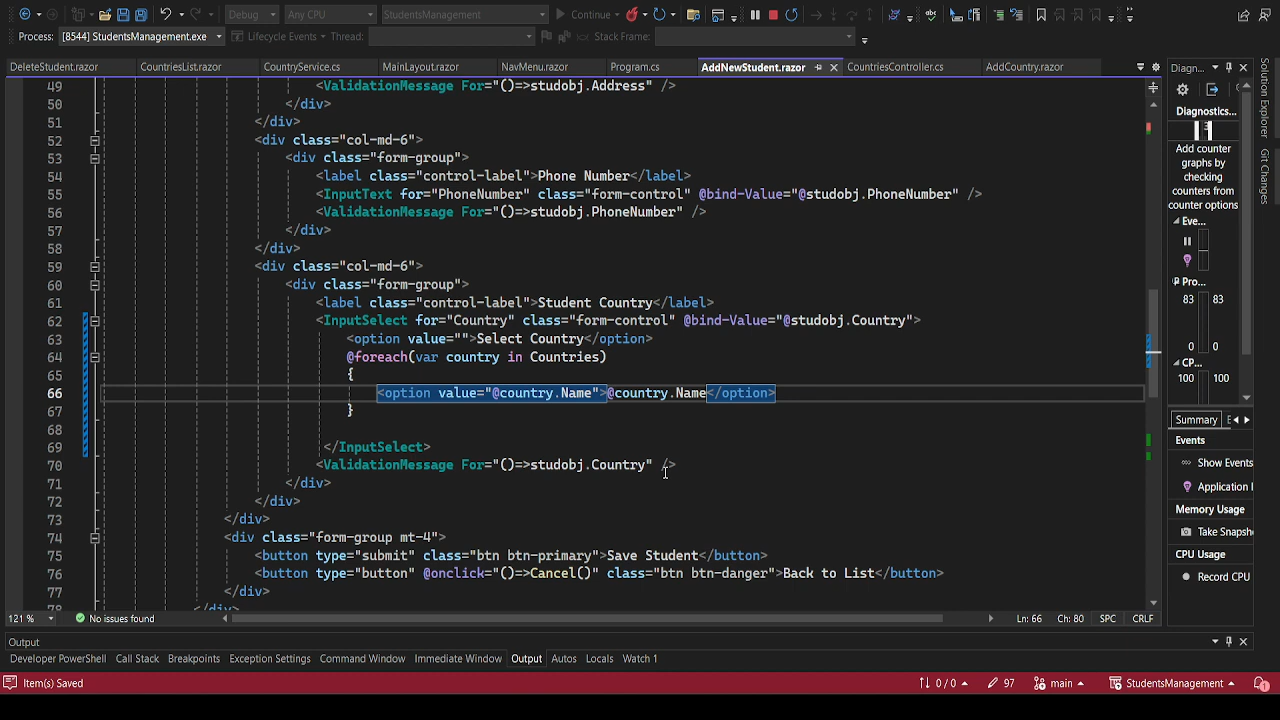 Debug Any CPU StudentsManagement Continue
Process: [8544] StudentsManagement.exe Lifecycle Events Thread: Stack Frame:
DeleteStudent.razor CountriesList.razor CountryService.cs MainLayout.razor NavMenu.razor Program.cs AddNewStudent.razor CountriesController.cs AddCountry.razor
49 <ValidationMessage For="()=>studobj.Address" />
50 </div>
51 </div>
52 <div class="col-md-6">
53 <div class="form-group">
54 <label class="control-label">Phone Number</label>
55 <InputText for="PhoneNumber" class="form-control" @bind-Value="@studobj.PhoneNumber" />
56 <ValidationMessage For="()=>studobj.PhoneNumber" />
57 </div>
58 </div>
59 <div class="col-md-6">
60 <div class="form-group">
61 <label class="control-label">Student Country</label>
62 <InputSelect for="Country" class="form-control" @bind-Value="@studobj.Country">
63 <option value="">Select Country</option>
64 @foreach(var country in Countries)
65 {
66 <option value="@country.Name">@country.Name</option>
67 }
68
69 </InputSelect>
70 <ValidationMessage For="()=>studobj.Country" />
71 </div>
72 </div>
73 </div>
74 <div class="form-group mt-4">
75 <button type="submit" class="btn btn-primary">Save Student</button>
76 <button type="button" @onclick="()=>Cancel()" class="btn btn-danger">Back to List</button>
77 </div>
78 </div>
121 % No issues found Ln: 66 Ch: 80 SPC CRLF
Diagn...
Diagnostics...
Add counter
graphs by
checking
counters from
counter options
Eve...
Pro...
83 83
0 0
CP...
100 100
Summary E
Events
Show Events
Application
Memory Usage
Take Snapsh
CPU Usage
Record CPU
Solution Explorer
Git Changes
Output
Developer PowerShell Call Stack Breakpoints Exception Settings Command Window Immediate Window Output Autos Locals Watch 1
Item(s) Saved 0 / 0 97 main StudentsManagement 1